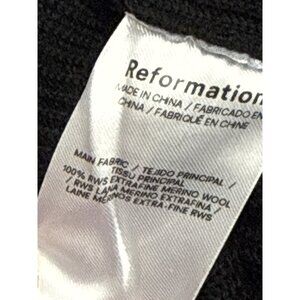 Reformation
MADE IN CHINA / FABRICADO EN
CHINA / FABRIQUÉ EN CHINE
MAIN FABRIC / TEJIDO PRINCIPAL /
TISSU PRINCIPAL
100% RWS EXTRAFINE MERINO WOOL
/ RWS LANA MERINO EXTRAFINA /
LAINE MÉRINOS EXTRA-FINE RWS